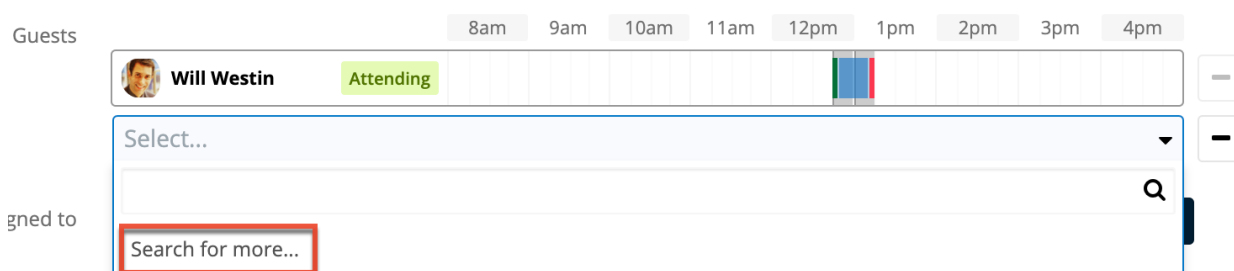 Guests
8am 9am 10am 11am 12pm 1pm 2pm 3pm 4pm
Will Westin Attending
Select...
gned to
Search for more...